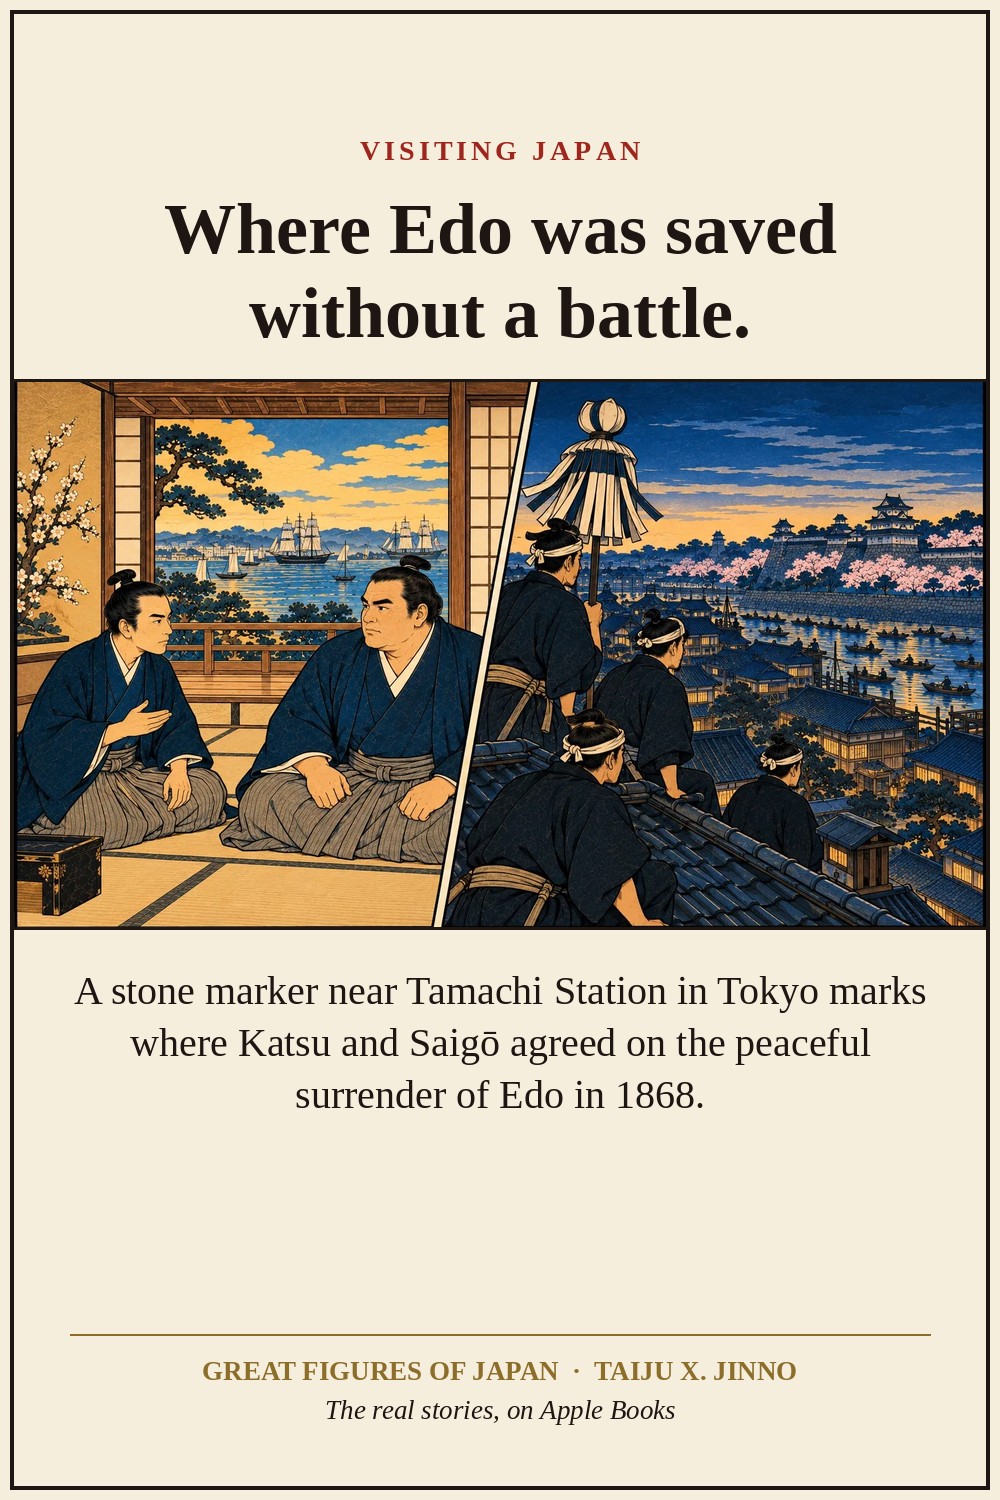 VISITING JAPAN
Where Edo was saved
without a battle.
A stone marker near Tamachi Station in Tokyo marks
where Katsu and Saigō agreed on the peaceful
surrender of Edo in 1868.
GREAT FIGURES OF JAPAN · TAIJU X. JINNO
The real stories, on Apple Books